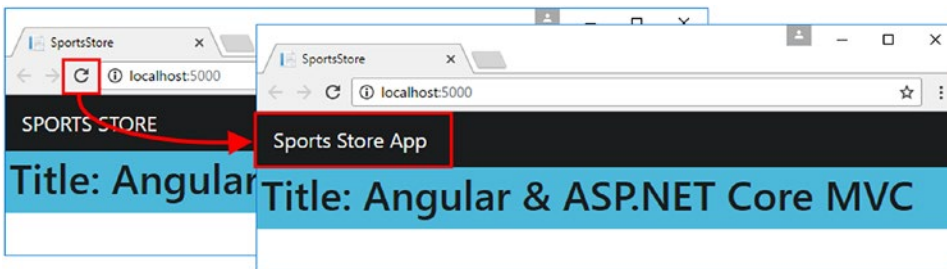 SportsStore
localhost:5000
SPORTS STORE
Title: Angular
SportsStore
localhost:5000
Sports Store App
Title: Angular & ASP.NET Core MVC